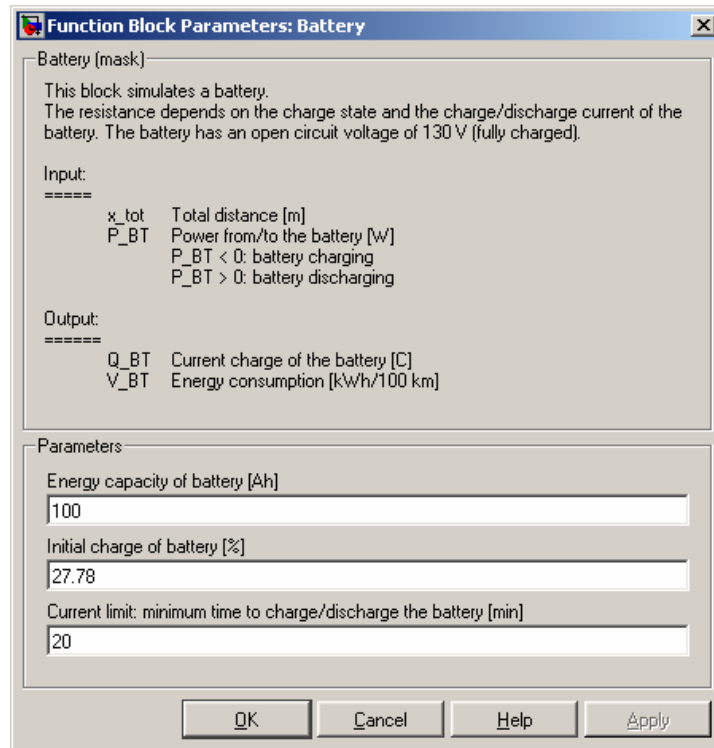 Function Block Parameters: Battery
Battery (mask)
This block simulates a battery.
The resistance depends on the charge state and the charge/discharge current of the
battery. The battery has an open circuit voltage of 130 V (fully charged).
Input:
=====
x_tot Total distance [m]
P_BT Power from/to the battery [W]
P_BT < 0: battery charging
P_BT > 0: battery discharging
Output:
======
Q_BT Current charge of the battery [C]
V_BT Energy consumption [kWh/100 km]
Parameters
Energy capacity of battery [Ah]
100
Initial charge of battery [%]
27.78
Current limit: minimum time to charge/discharge the battery [min]
20
OK Cancel Help Apply